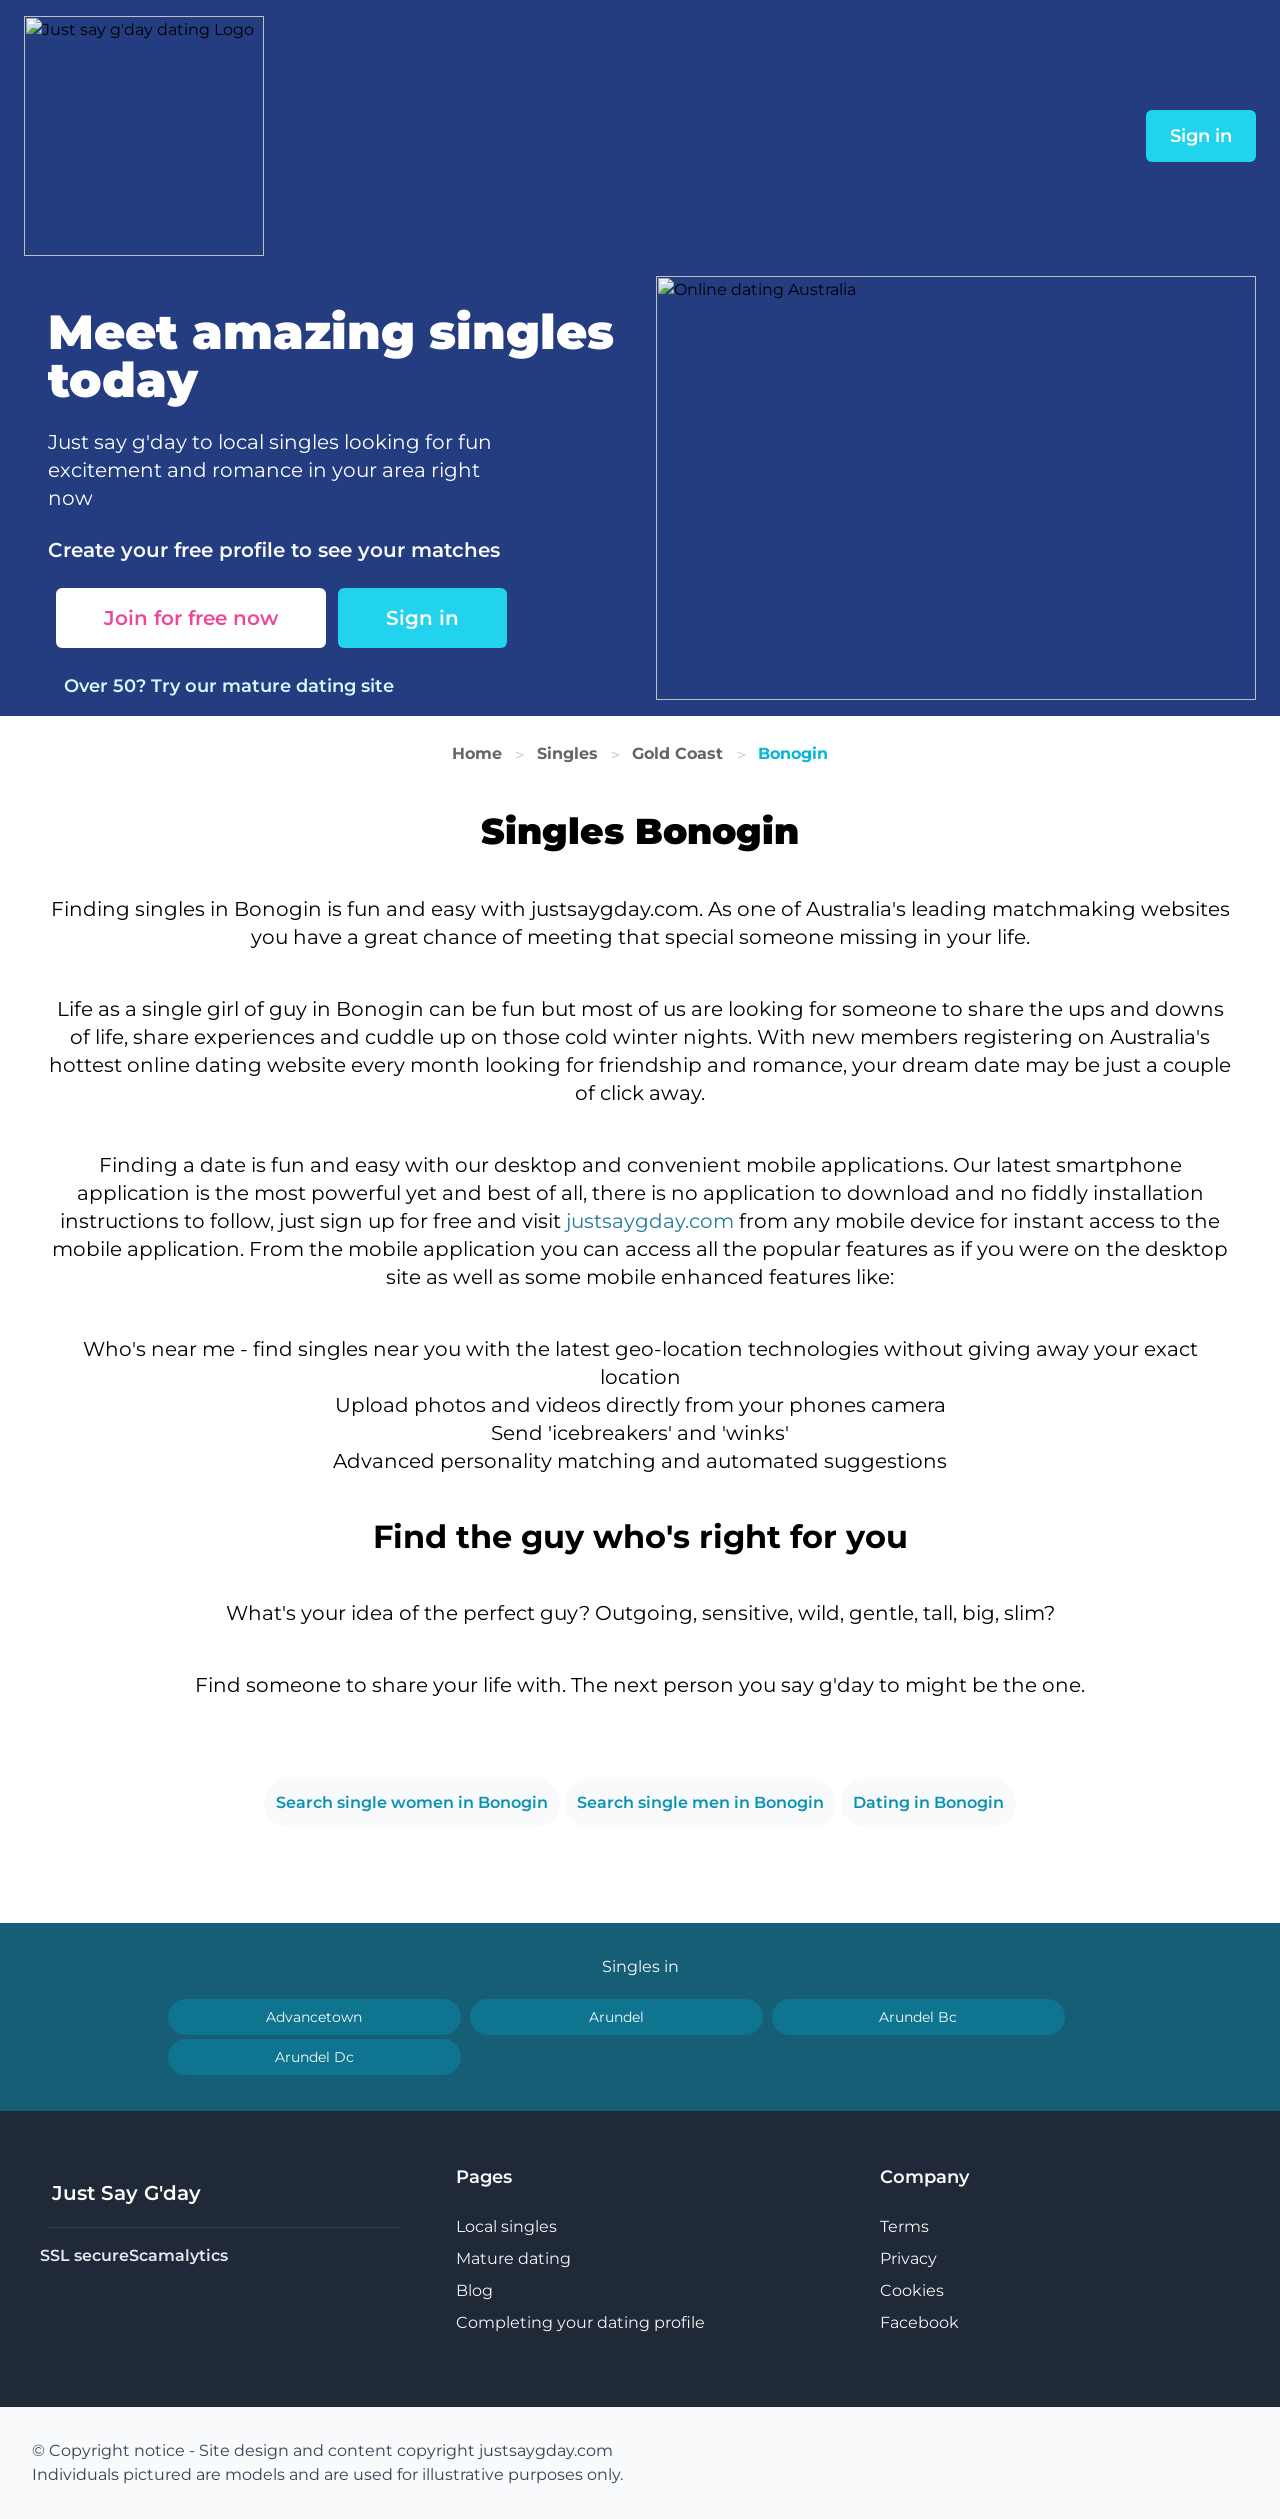 Just say g'day dating Logo
Sign in
Meet amazing singles
today
Online dating Australia
Just say g'day to local singles looking for fun
excitement and romance in your area right
now
Create your free profile to see your matches
Join for free now
Sign in
Over 50? Try our mature dating site
Home > Singles > Gold Coast > Bonogin
Singles Bonogin
Finding singles in Bonogin is fun and easy with justsaygday.com. As one of Australia's leading matchmaking websites
you have a great chance of meeting that special someone missing in your life.
Life as a single girl of guy in Bonogin can be fun but most of us are looking for someone to share the ups and downs
of life, share experiences and cuddle up on those cold winter nights. With new members registering on Australia's
hottest online dating website every month looking for friendship and romance, your dream date may be just a couple
of click away.
Finding a date is fun and easy with our desktop and convenient mobile applications. Our latest smartphone
application is the most powerful yet and best of all, there is no application to download and no fiddly installation
instructions to follow, just sign up for free and visit justsaygday.com from any mobile device for instant access to the
mobile application. From the mobile application you can access all the popular features as if you were on the desktop
site as well as some mobile enhanced features like:
Who's near me - find singles near you with the latest geo-location technologies without giving away your exact
location
Upload photos and videos directly from your phones camera
Send 'icebreakers' and 'winks'
Advanced personality matching and automated suggestions
Find the guy who's right for you
What's your idea of the perfect guy? Outgoing, sensitive, wild, gentle, tall, big, slim?
Find someone to share your life with. The next person you say g'day to might be the one.
Search single women in Bonogin
Search single men in Bonogin
Dating in Bonogin
Singles in
Advancetown
Arundel
Arundel Bc
Arundel Dc
Just Say G'day
SSL secureScamalytics
Pages
Local singles
Mature dating
Blog
Completing your dating profile
Company
Terms
Privacy
Cookies
Facebook
© Copyright notice - Site design and content copyright justsaygday.com
Individuals pictured are models and are used for illustrative purposes only.